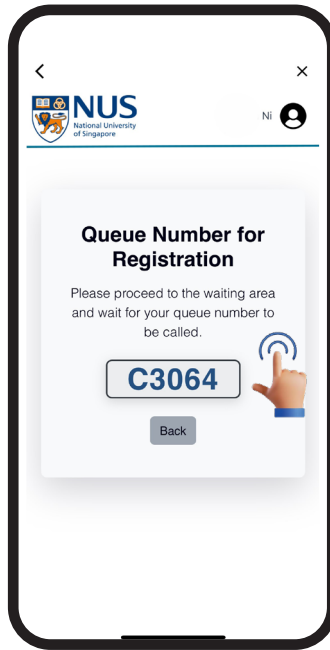 NUS
National University
of Singapore
Ni
Queue Number for
Registration
Please proceed to the waiting area
and wait for your queue number to
be called.
C3064
Back